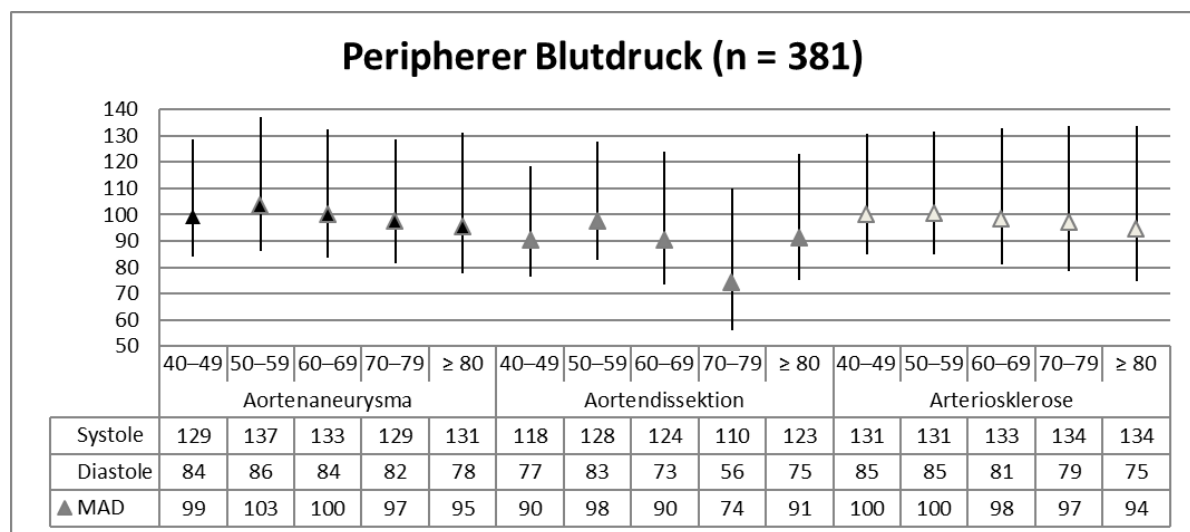 Peripherer Blutdruck (n = 381)
140
130
120
110
100
90
80
70
60
50
40–49 50–59 60–69 70–79 ≥ 80 40–49 50–59 60–69 70–79 ≥ 80 40–49 50–59 60–69 70–79 ≥ 80
Aortenaneurysma Aortendissektion Arteriosklerose
Systole 129 137 133 129 131 118 128 124 110 123 131 131 133 134 134
Diastole 84 86 84 82 78 77 83 73 56 75 85 85 81 79 75
MAD 99 103 100 97 95 90 98 90 74 91 100 100 98 97 94